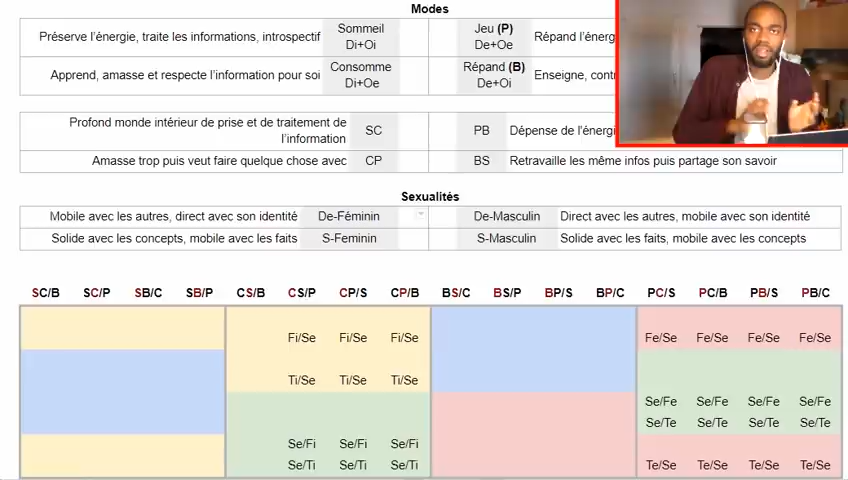 Modes
Préserve l'énergie, traite les informations, introspectif Sommeil Di+Oi Jeu (P) De+Oe Répand l'énerg
Apprend, amasse et respecte l'information pour soi Consomme Di+Oe Répand (B) De+Oi Enseigne, cont
Profond monde intérieur de prise et de traitement de l'information SC PB Dépense de l'énergi
Amasse trop puis veut faire quelque chose avec CP BS Retravaille les même infos puis partage son savoir
Sexualités
Mobile avec les autres, direct avec son identité De-Féminin De-Masculin Direct avec les autres, mobile avec son identité
Solide avec les concepts, mobile avec les faits S-Feminin S-Masculin Solide avec les faits, mobile avec les concepts
SC/B SC/P SB/C SB/P CS/B CS/P CP/S CP/B BS/C BS/P BP/S BP/C PC/S PC/B PB/S PB/C
Fi/Se Fi/Se Fi/Se Fe/Se Fe/Se Fe/Se Fe/Se
Ti/Se Ti/Se Ti/Se
Se/Fe Se/Fe Se/Fe Se/Fe
Se/Te Se/Te Se/Te Se/Te
Se/Fi Se/Fi Se/Fi
Se/Ti Se/Ti Se/Ti Te/Se Te/Se Te/Se Te/Se